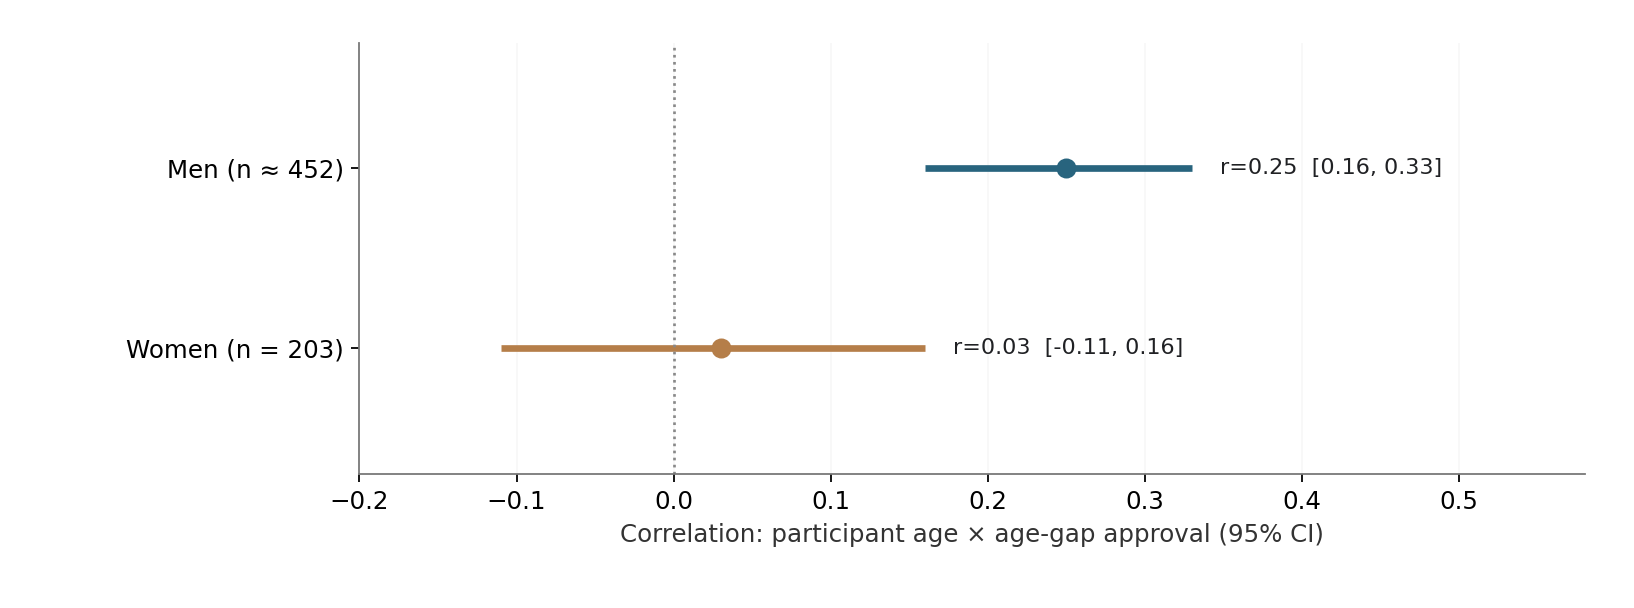 Men (n ≈ 452)
r=0.25 [0.16, 0.33]
Women (n = 203)
r=0.03 [-0.11, 0.16]
−0.2 −0.1 0.0 0.1 0.2 0.3 0.4 0.5
Correlation: participant age × age-gap approval (95% CI)